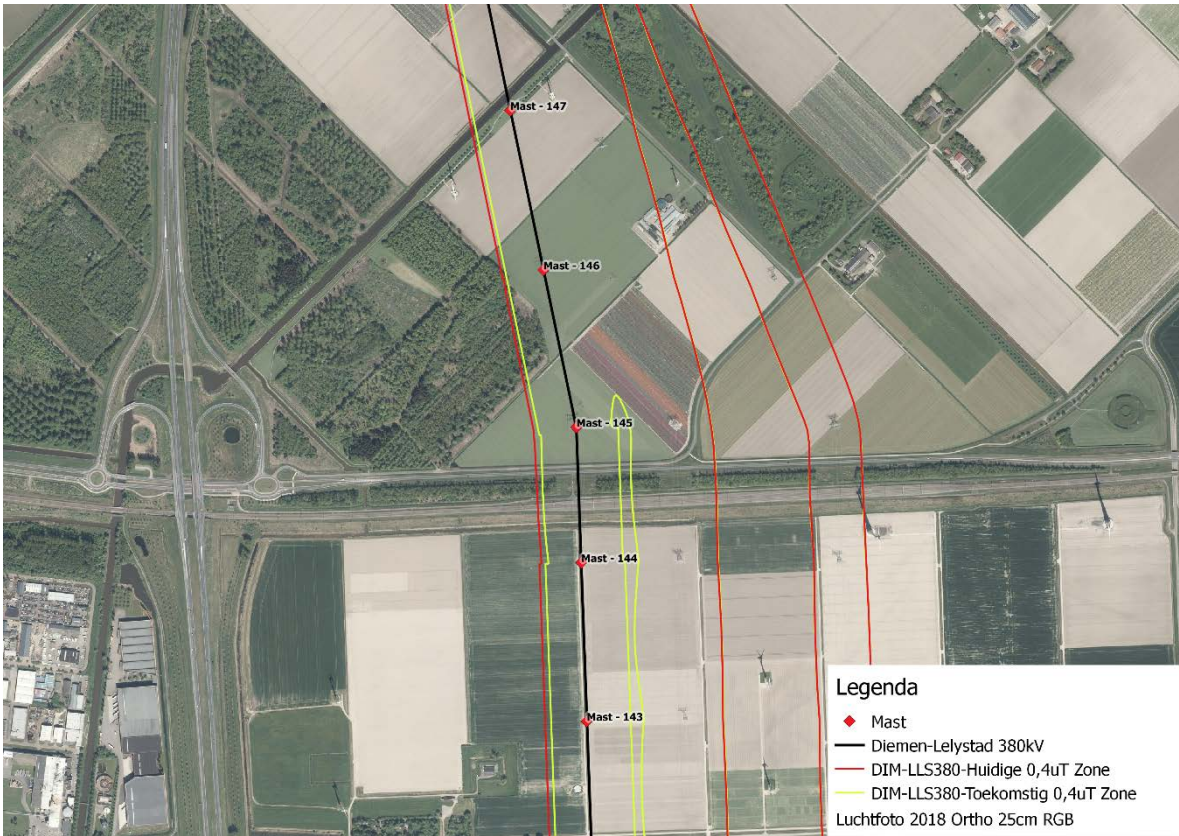 Mast - 147
Mast - 146
Mast - 145
Mast - 144
Mast - 143
Legenda
Mast
Diemen-Lelystad 380kV
DIM-LLS380-Huidige 0,4uT Zone
DIM-LLS380-Toekomstig 0,4uT Zone
Luchtfoto 2018 Ortho 25cm RGB